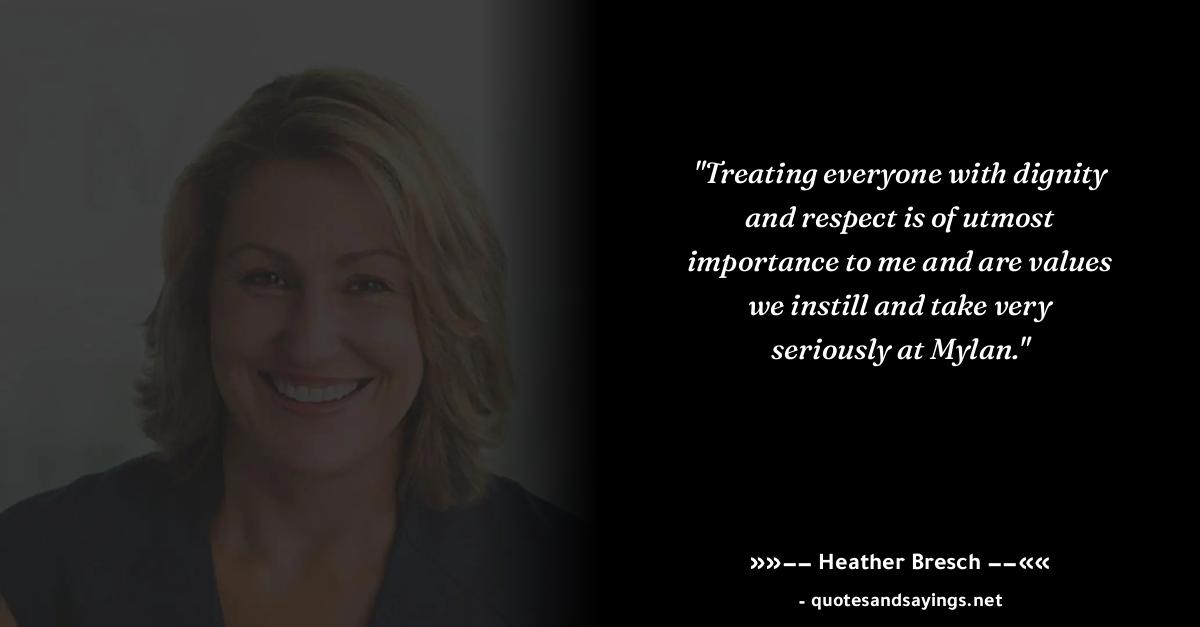 "Treating everyone with dignity
and respect is of utmost
importance to me and are values
we instill and take very
seriously at Mylan."
»»−− Heather Bresch −−««
- quotesandsayings.net